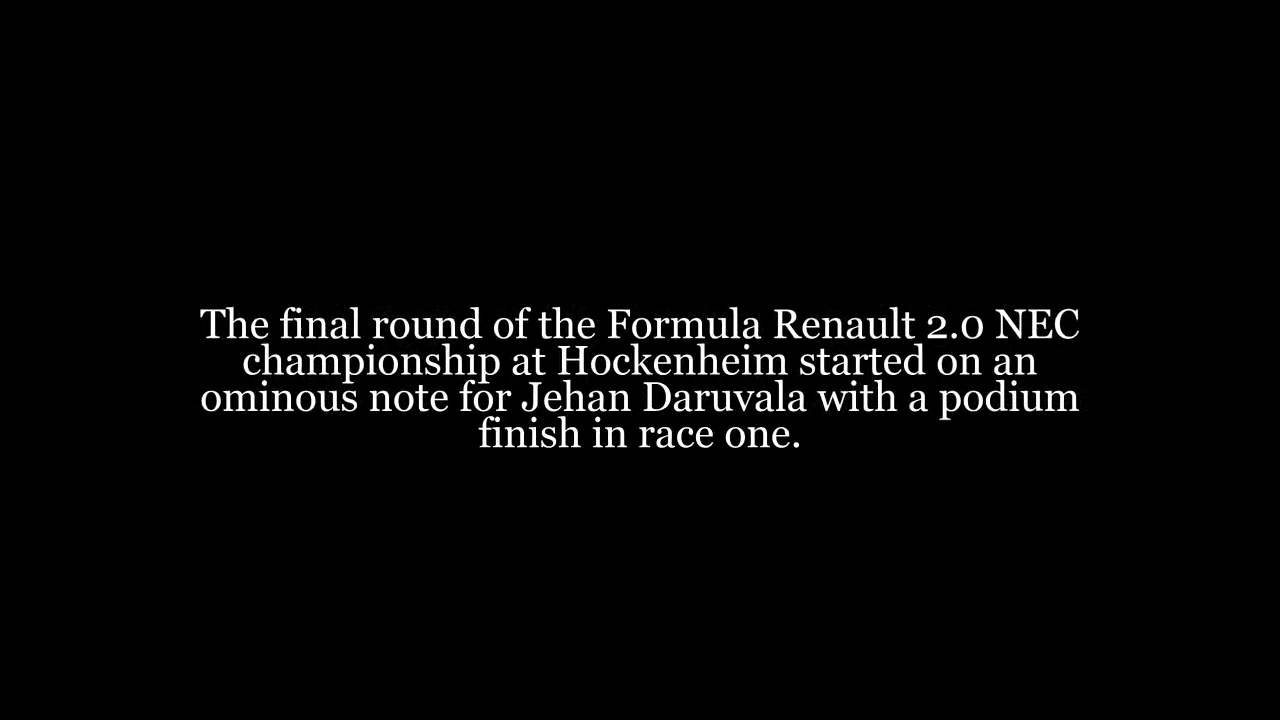 The final round of the Formula Renault 2.0 NEC
championship at Hockenheim started on an
ominous note for Jehan Daruvala with a podium
finish in race one.